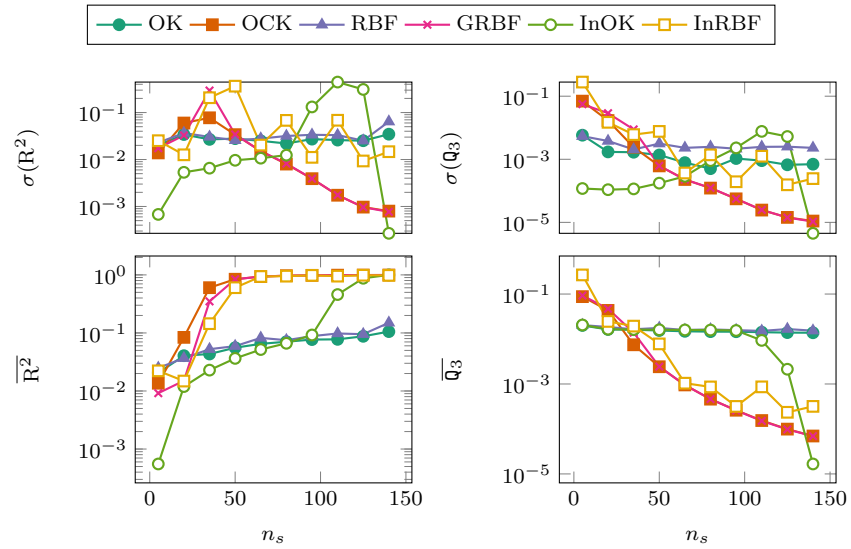 OK OCK RBF GRBF InOK InRBF
σ(R²)
10⁻¹
10⁻²
10⁻³
σ(Q₃)
10⁻¹
10⁻³
10⁻⁵
R²
10⁰
10⁻¹
10⁻²
10⁻³
0 50 100 150
nₛ
Q₃
10⁻¹
10⁻³
10⁻⁵
0 50 100 150
nₛ